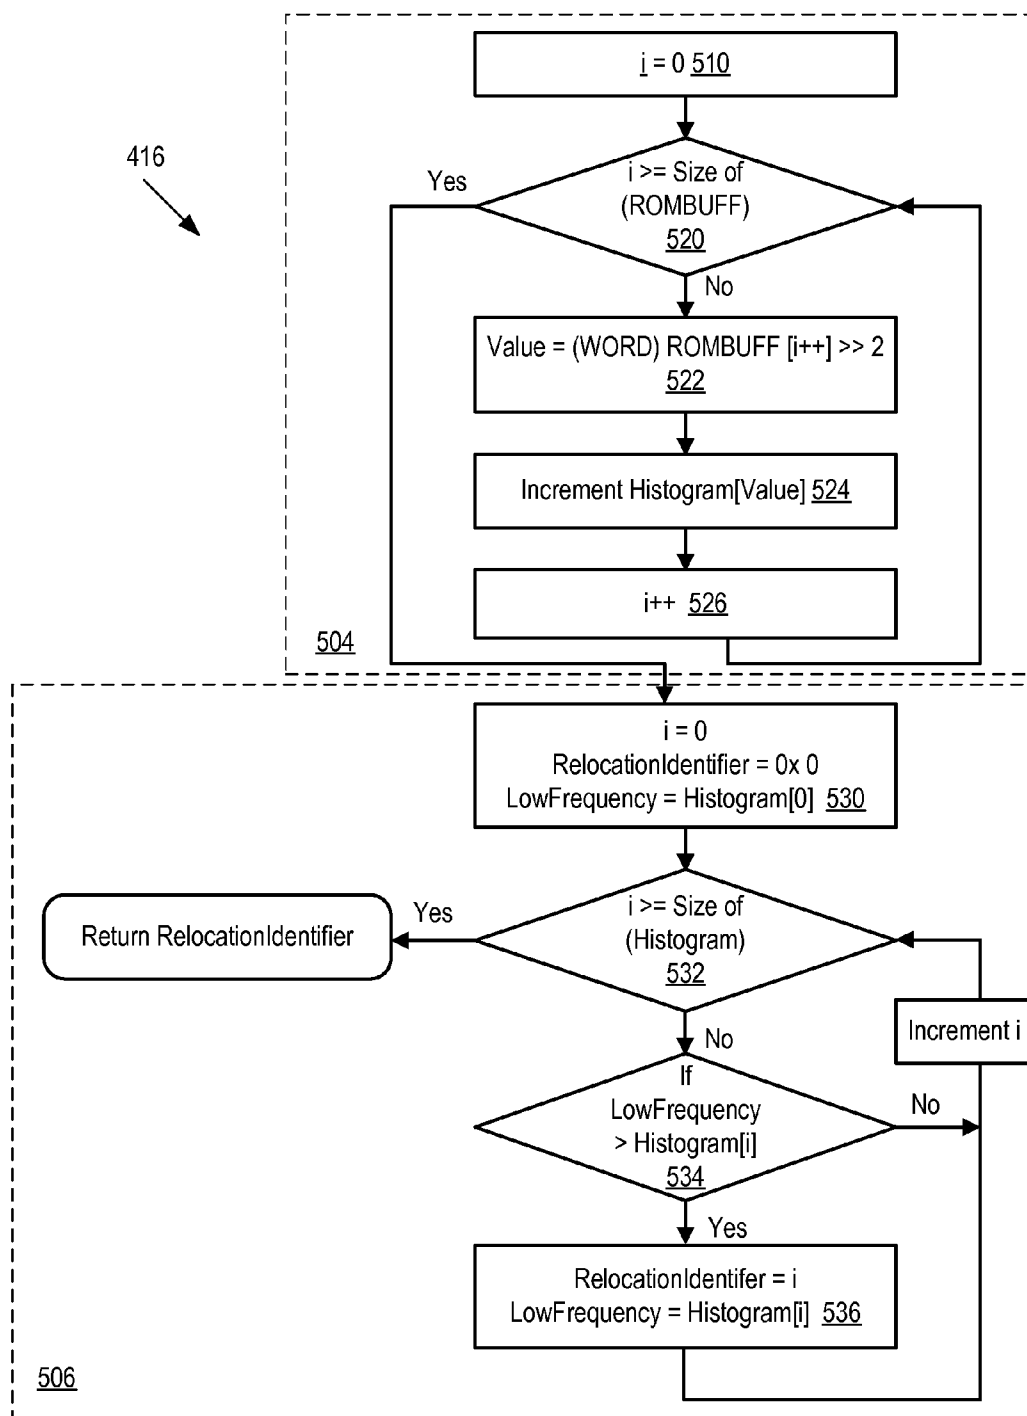 i = 0 510
416
Yes
i >= Size of
(ROMBUFF)
520
No
Value = (WORD) ROMBUFF [i++] >> 2
522
Increment Histogram[Value] 524
i++ 526
504
i = 0
RelocationIdentifier = 0x 0
LowFrequency = Histogram[0] 530
Return RelocationIdentifier
Yes
i >= Size of
(Histogram)
532
No
Increment i
If
LowFrequency
> Histogram[i]
534
No
Yes
RelocationIdentifer = i
LowFrequency = Histogram[i] 536
506